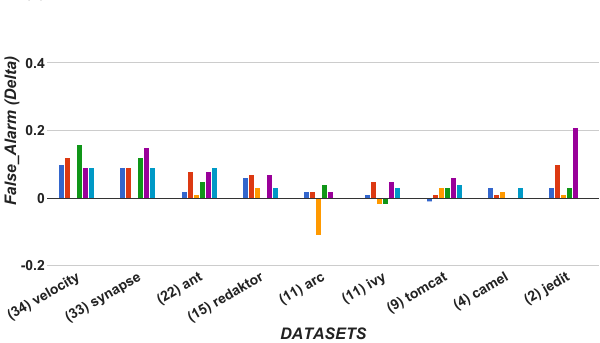 False_Alarm (Delta)
0.4
0.2
0
-0.2
(34) velocity
(33) synapse
(22) ant
(15) redaktor
(11) arc
(11) ivy
(9) tomcat
(4) camel
(2) jedit
DATASETS